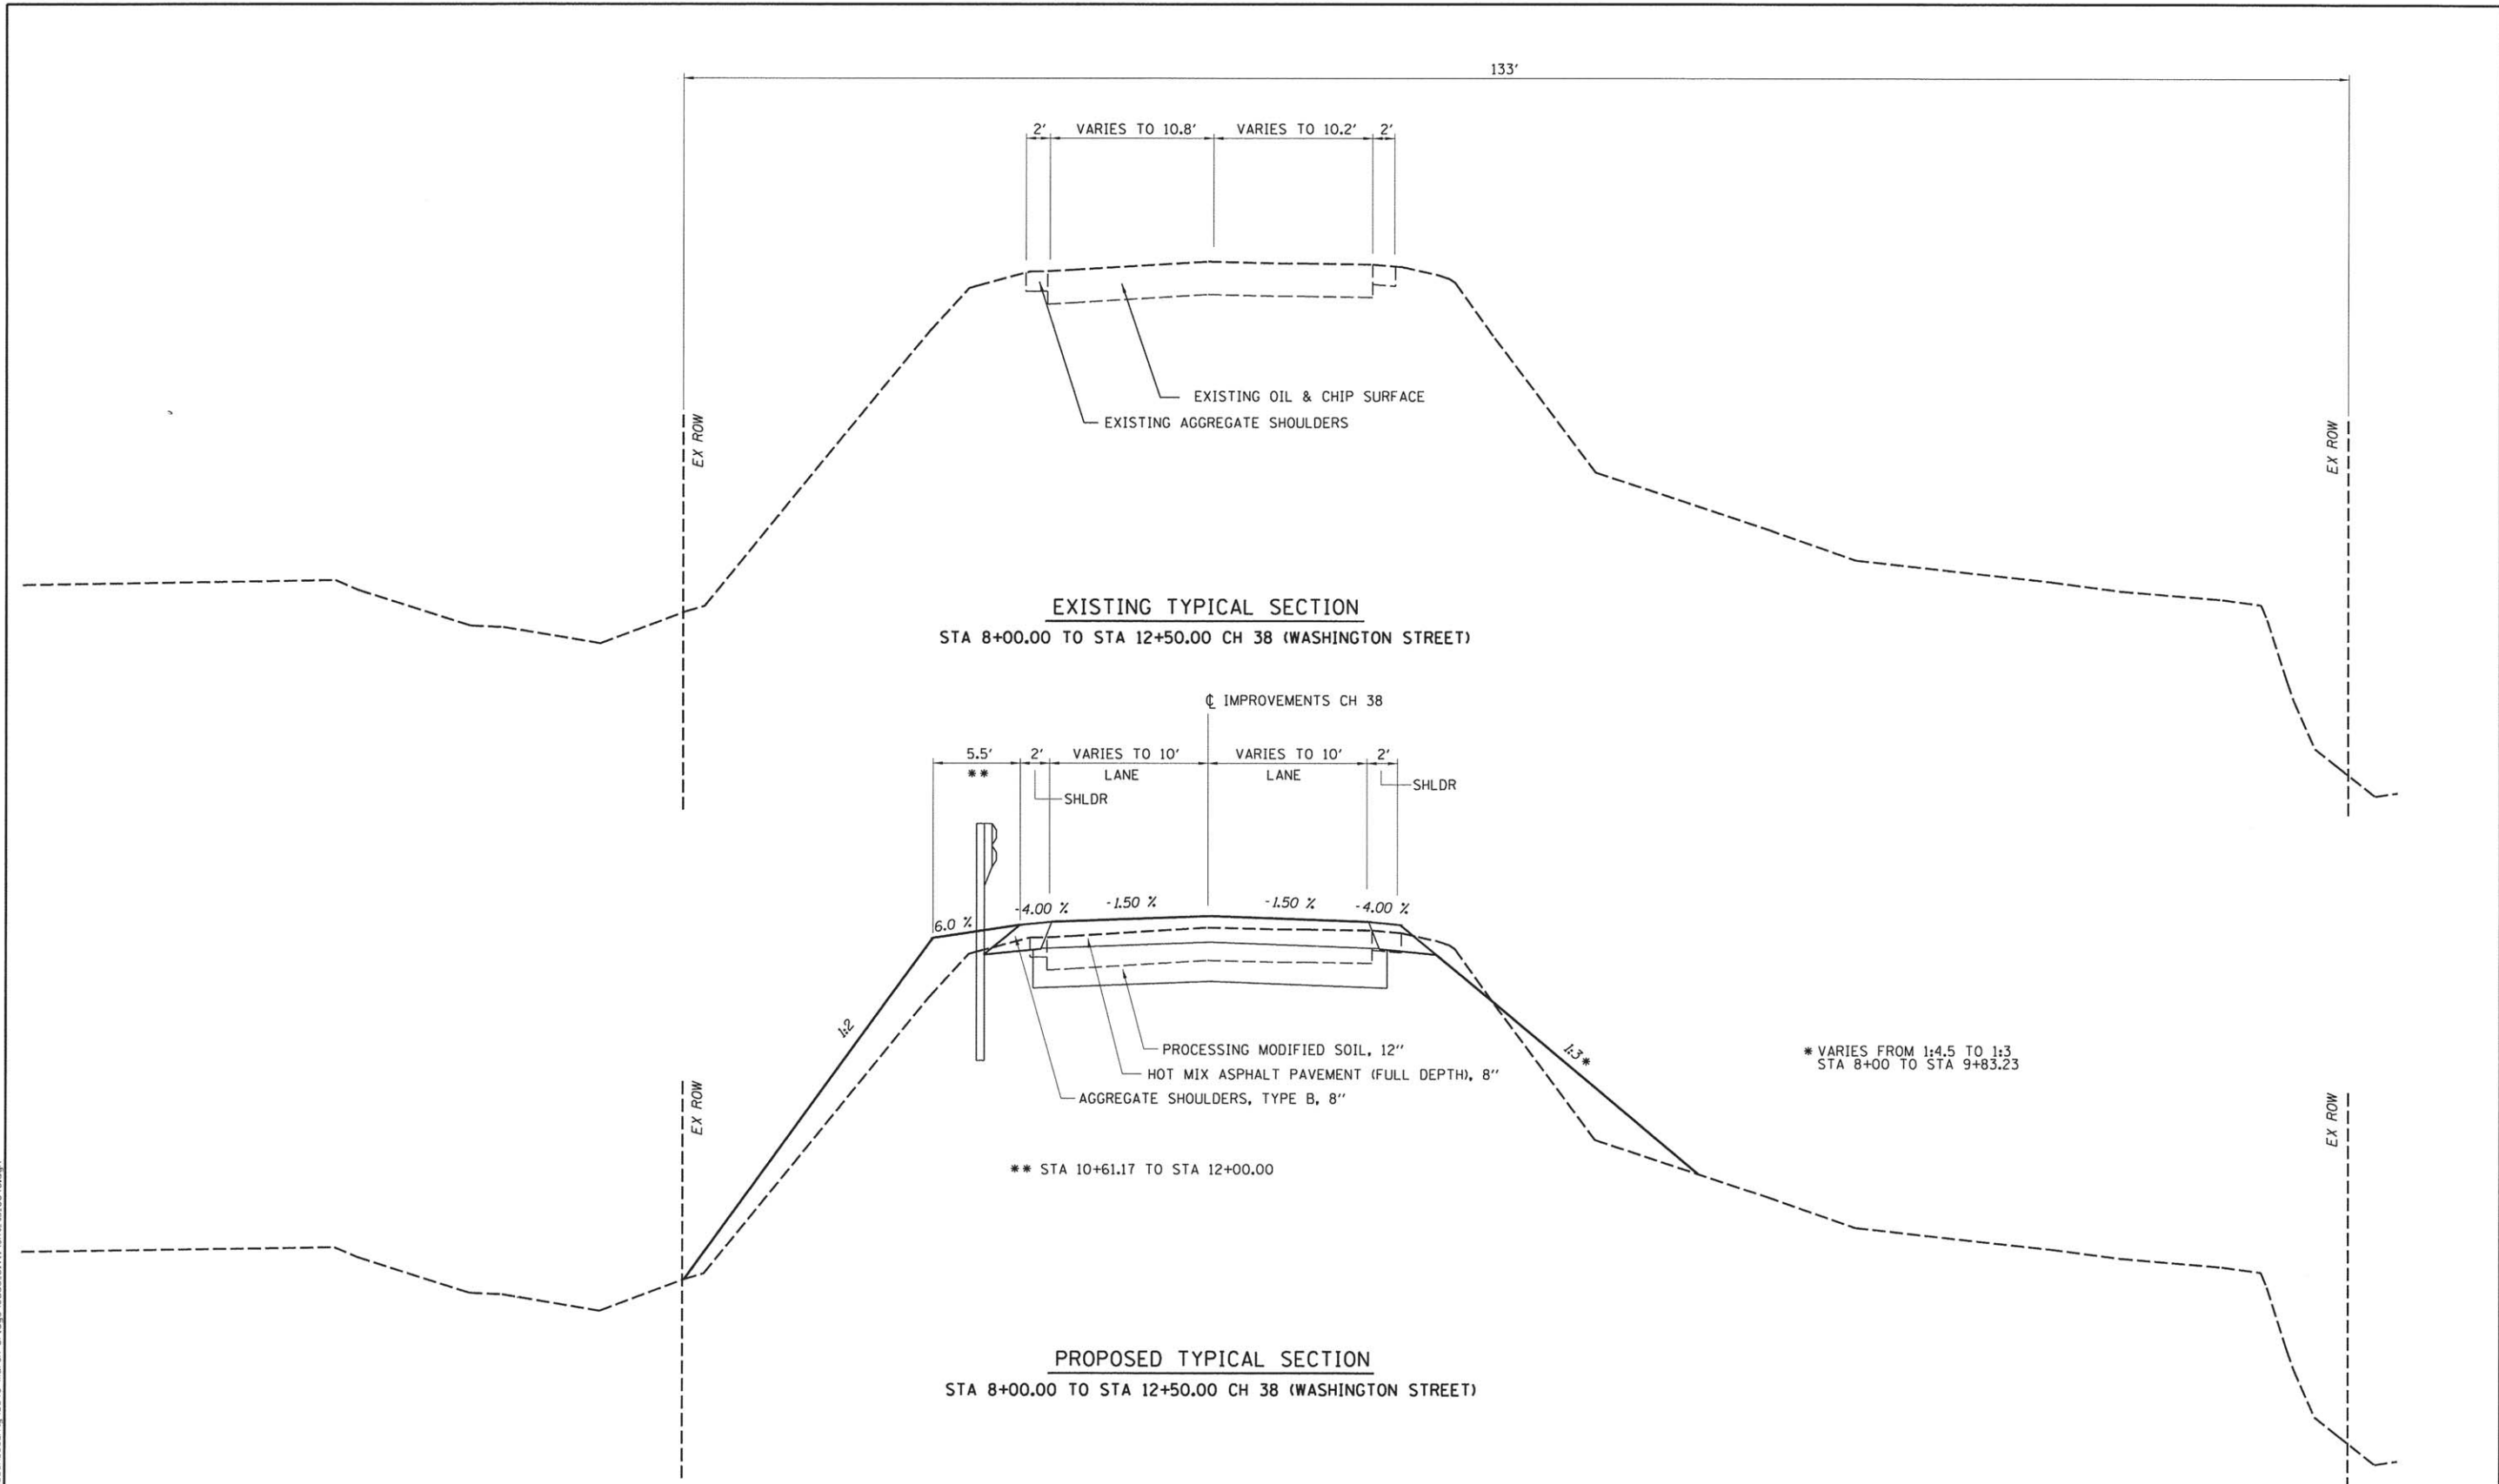 133'
2' VARIES TO 10.8' VARIES TO 10.2' 2'
EXISTING OIL & CHIP SURFACE
EXISTING AGGREGATE SHOULDERS
EX ROW
EX ROW
EXISTING TYPICAL SECTION
STA 8+00.00 TO STA 12+50.00 CH 38 (WASHINGTON STREET)
℄ IMPROVEMENTS CH 38
5.5' 2' VARIES TO 10' VARIES TO 10' 2'
** LANE LANE
SHLDR
SHLDR
6.0 % -4.00 % -1.50 % -1.50 % -4.00 %
1:2
1:3 *
PROCESSING MODIFIED SOIL, 12"
HOT MIX ASPHALT PAVEMENT (FULL DEPTH), 8"
AGGREGATE SHOULDERS, TYPE B, 8"
* VARIES FROM 1:4.5 TO 1:3
STA 8+00 TO STA 9+83.23
EX ROW
EX ROW
** STA 10+61.17 TO STA 12+00.00
PROPOSED TYPICAL SECTION
STA 8+00.00 TO STA 12+50.00 CH 38 (WASHINGTON STREET)